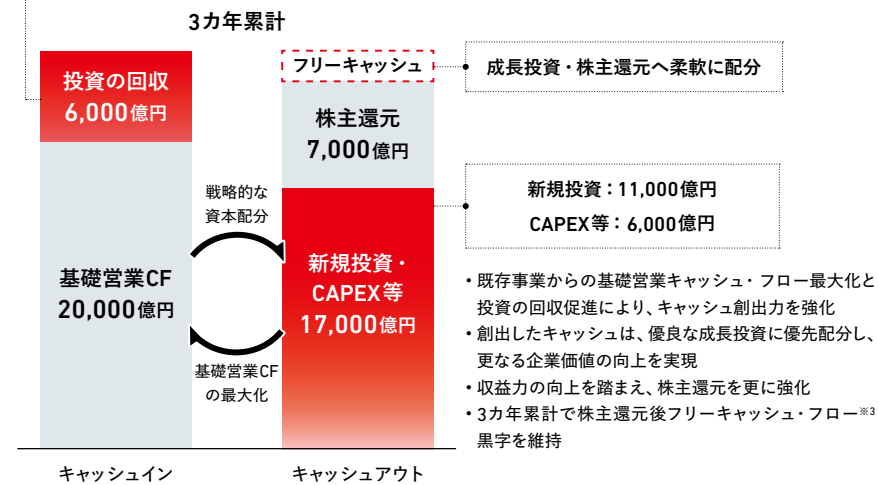 3カ年累計
投資の回収
6,000億円
基礎営業CF
20,000億円
キャッシュイン
戦略的な
資本配分
基礎営業CF
の最大化
フリーキャッシュ
株主還元
7,000億円
新規投資・
CAPEX等
17,000億円
キャッシュアウト
成長投資・株主還元へ柔軟に配分
新規投資：11,000億円
CAPEX等：6,000億円
・既存事業からの基礎営業キャッシュ・フロー最大化と
投資の回収促進により、キャッシュ創出力を強化
・創出したキャッシュは、優良な成長投資に優先配分し、
更なる企業価値の向上を実現
・収益力の向上を踏まえ、株主還元を更に強化
・3カ年累計で株主還元後フリーキャッシュ・フロー※3
黒字を維持